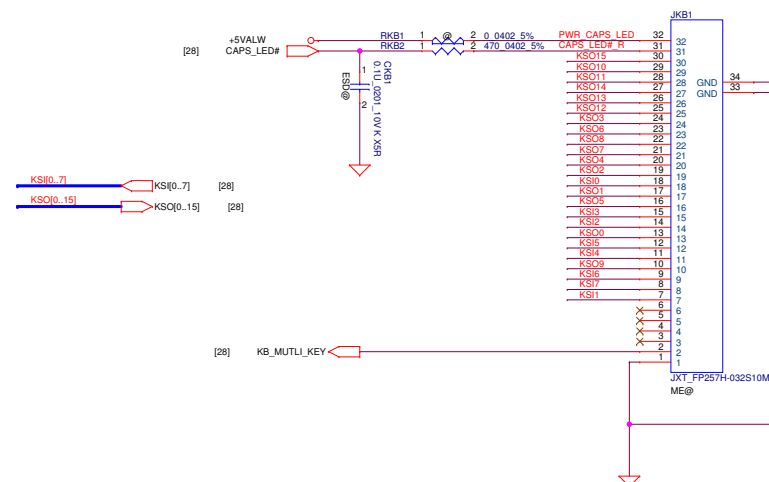 JKB1
+5VALW RKB1 1 @ 2 0_0402_5% PWR_CAPS_LED 32 32
[28] CAPS_LED# RKB2 1 2 470_0402_5% CAPS_LED#_R 31 31
KSO15 30 30
KSO10 29 29
KSO11 28 28 GND 34
KSO14 27 27 GND 33
KSO13 26 26
KSO12 25 25
KSO3 24 24
KSO6 23 23
KSO8 22 22
KSO7 21 21
KSO4 20 20
KSO2 19 19
KSI0 18 18
KSO1 17 17
KSO5 16 16
KSI3 15 15
KSI2 14 14
KSO0 13 13
KSI5 12 12
KSI4 11 11
KSO9 10 10
KSI6 9 9
KSI7 8 8
KSI1 7 7
6 6
5 5
4 4
3 3
2 2
1 1
1
2
CKB1
0.1U_0201_10V K X5R
ESD@
KSI[0..7] KSI[0..7] [28]
KSO[0..15] KSO[0..15] [28]
[28] KB_MUTLI_KEY
JXT_FP257H-032S10M
ME@